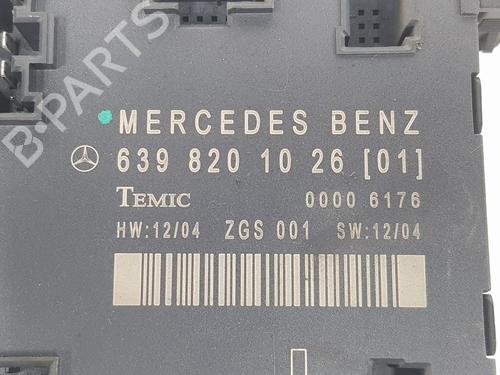 B-PARTS
MERCEDES BENZ
639 820 10 26 [01]
TEMIC 0000 6176
HW:12/04 ZGS 001 SW:12/04